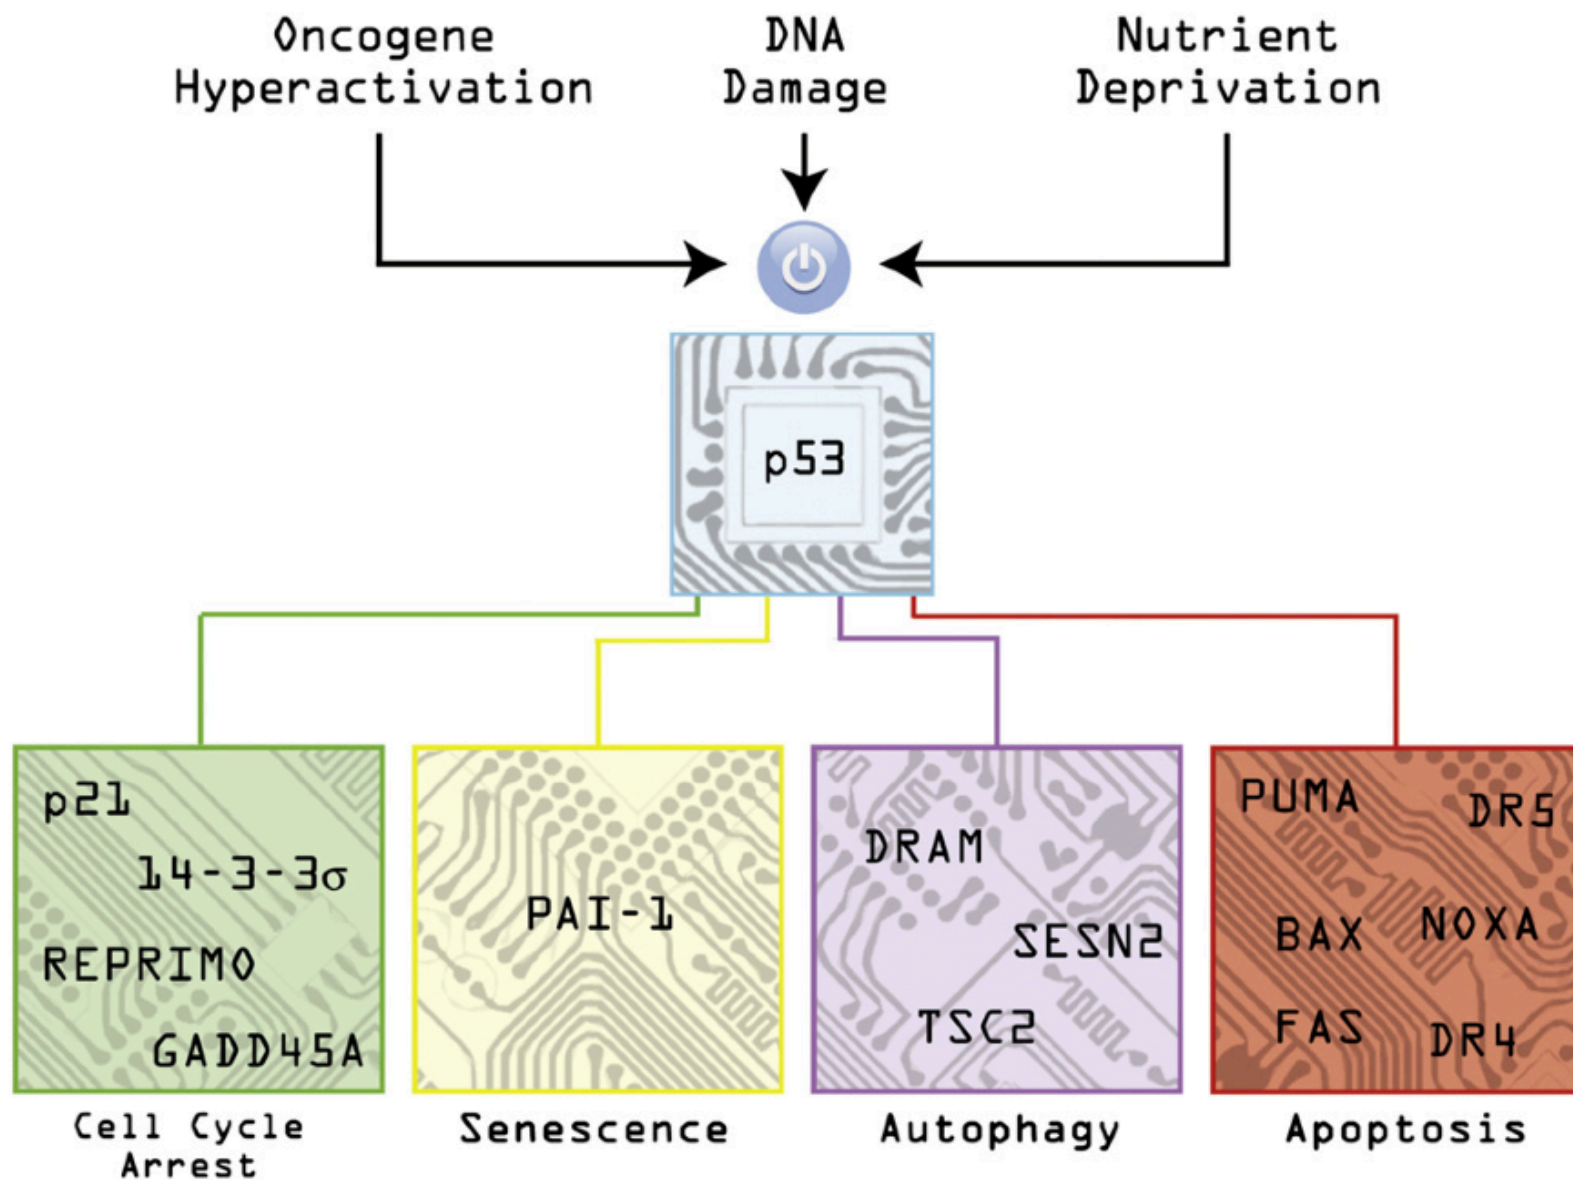 Oncogene
Hyperactivation
DNA
Damage
Nutrient
Deprivation
p53
p21
14-3-3σ
REPRIMO
GADD45A
PAI-1
DRAM
SESN2
TSC2
PUMA
DR5
BAX
NOXA
FAS
DR4
Cell Cycle
Arrest
Senescence
Autophagy
Apoptosis